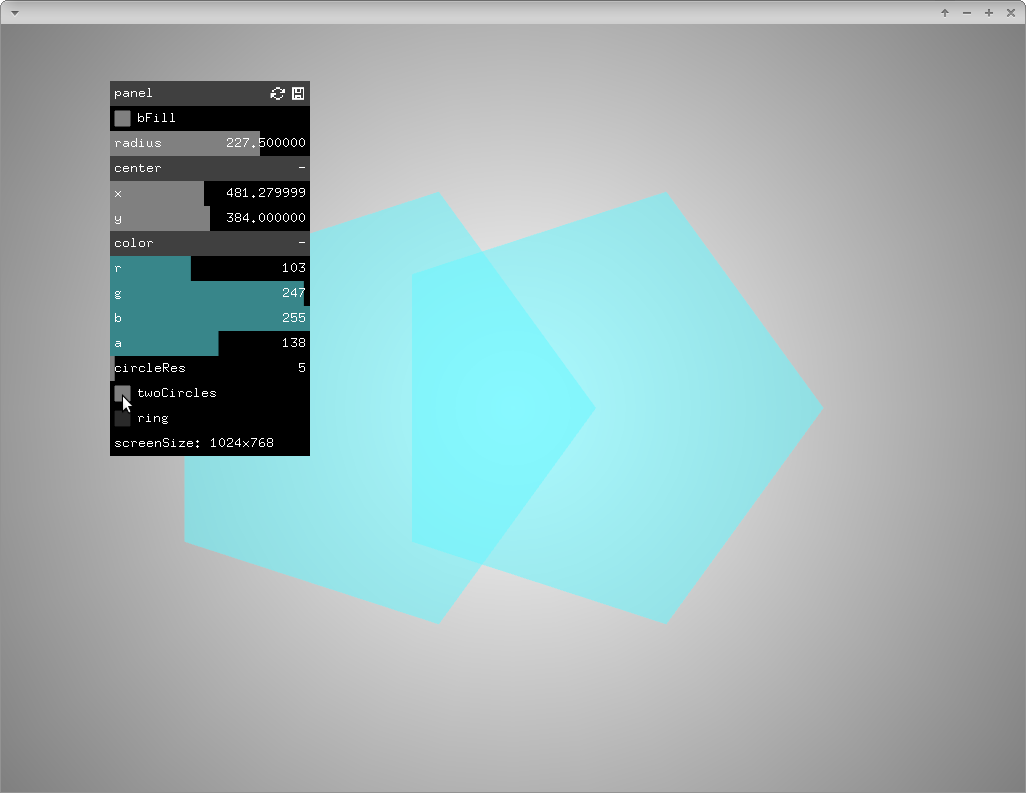 panel
bFill
radius 227.500000
center -
x 481.279999
y 384.000000
color -
r 103
g 247
b 255
a 138
circleRes 5
twoCircles
ring
screenSize: 1024x768